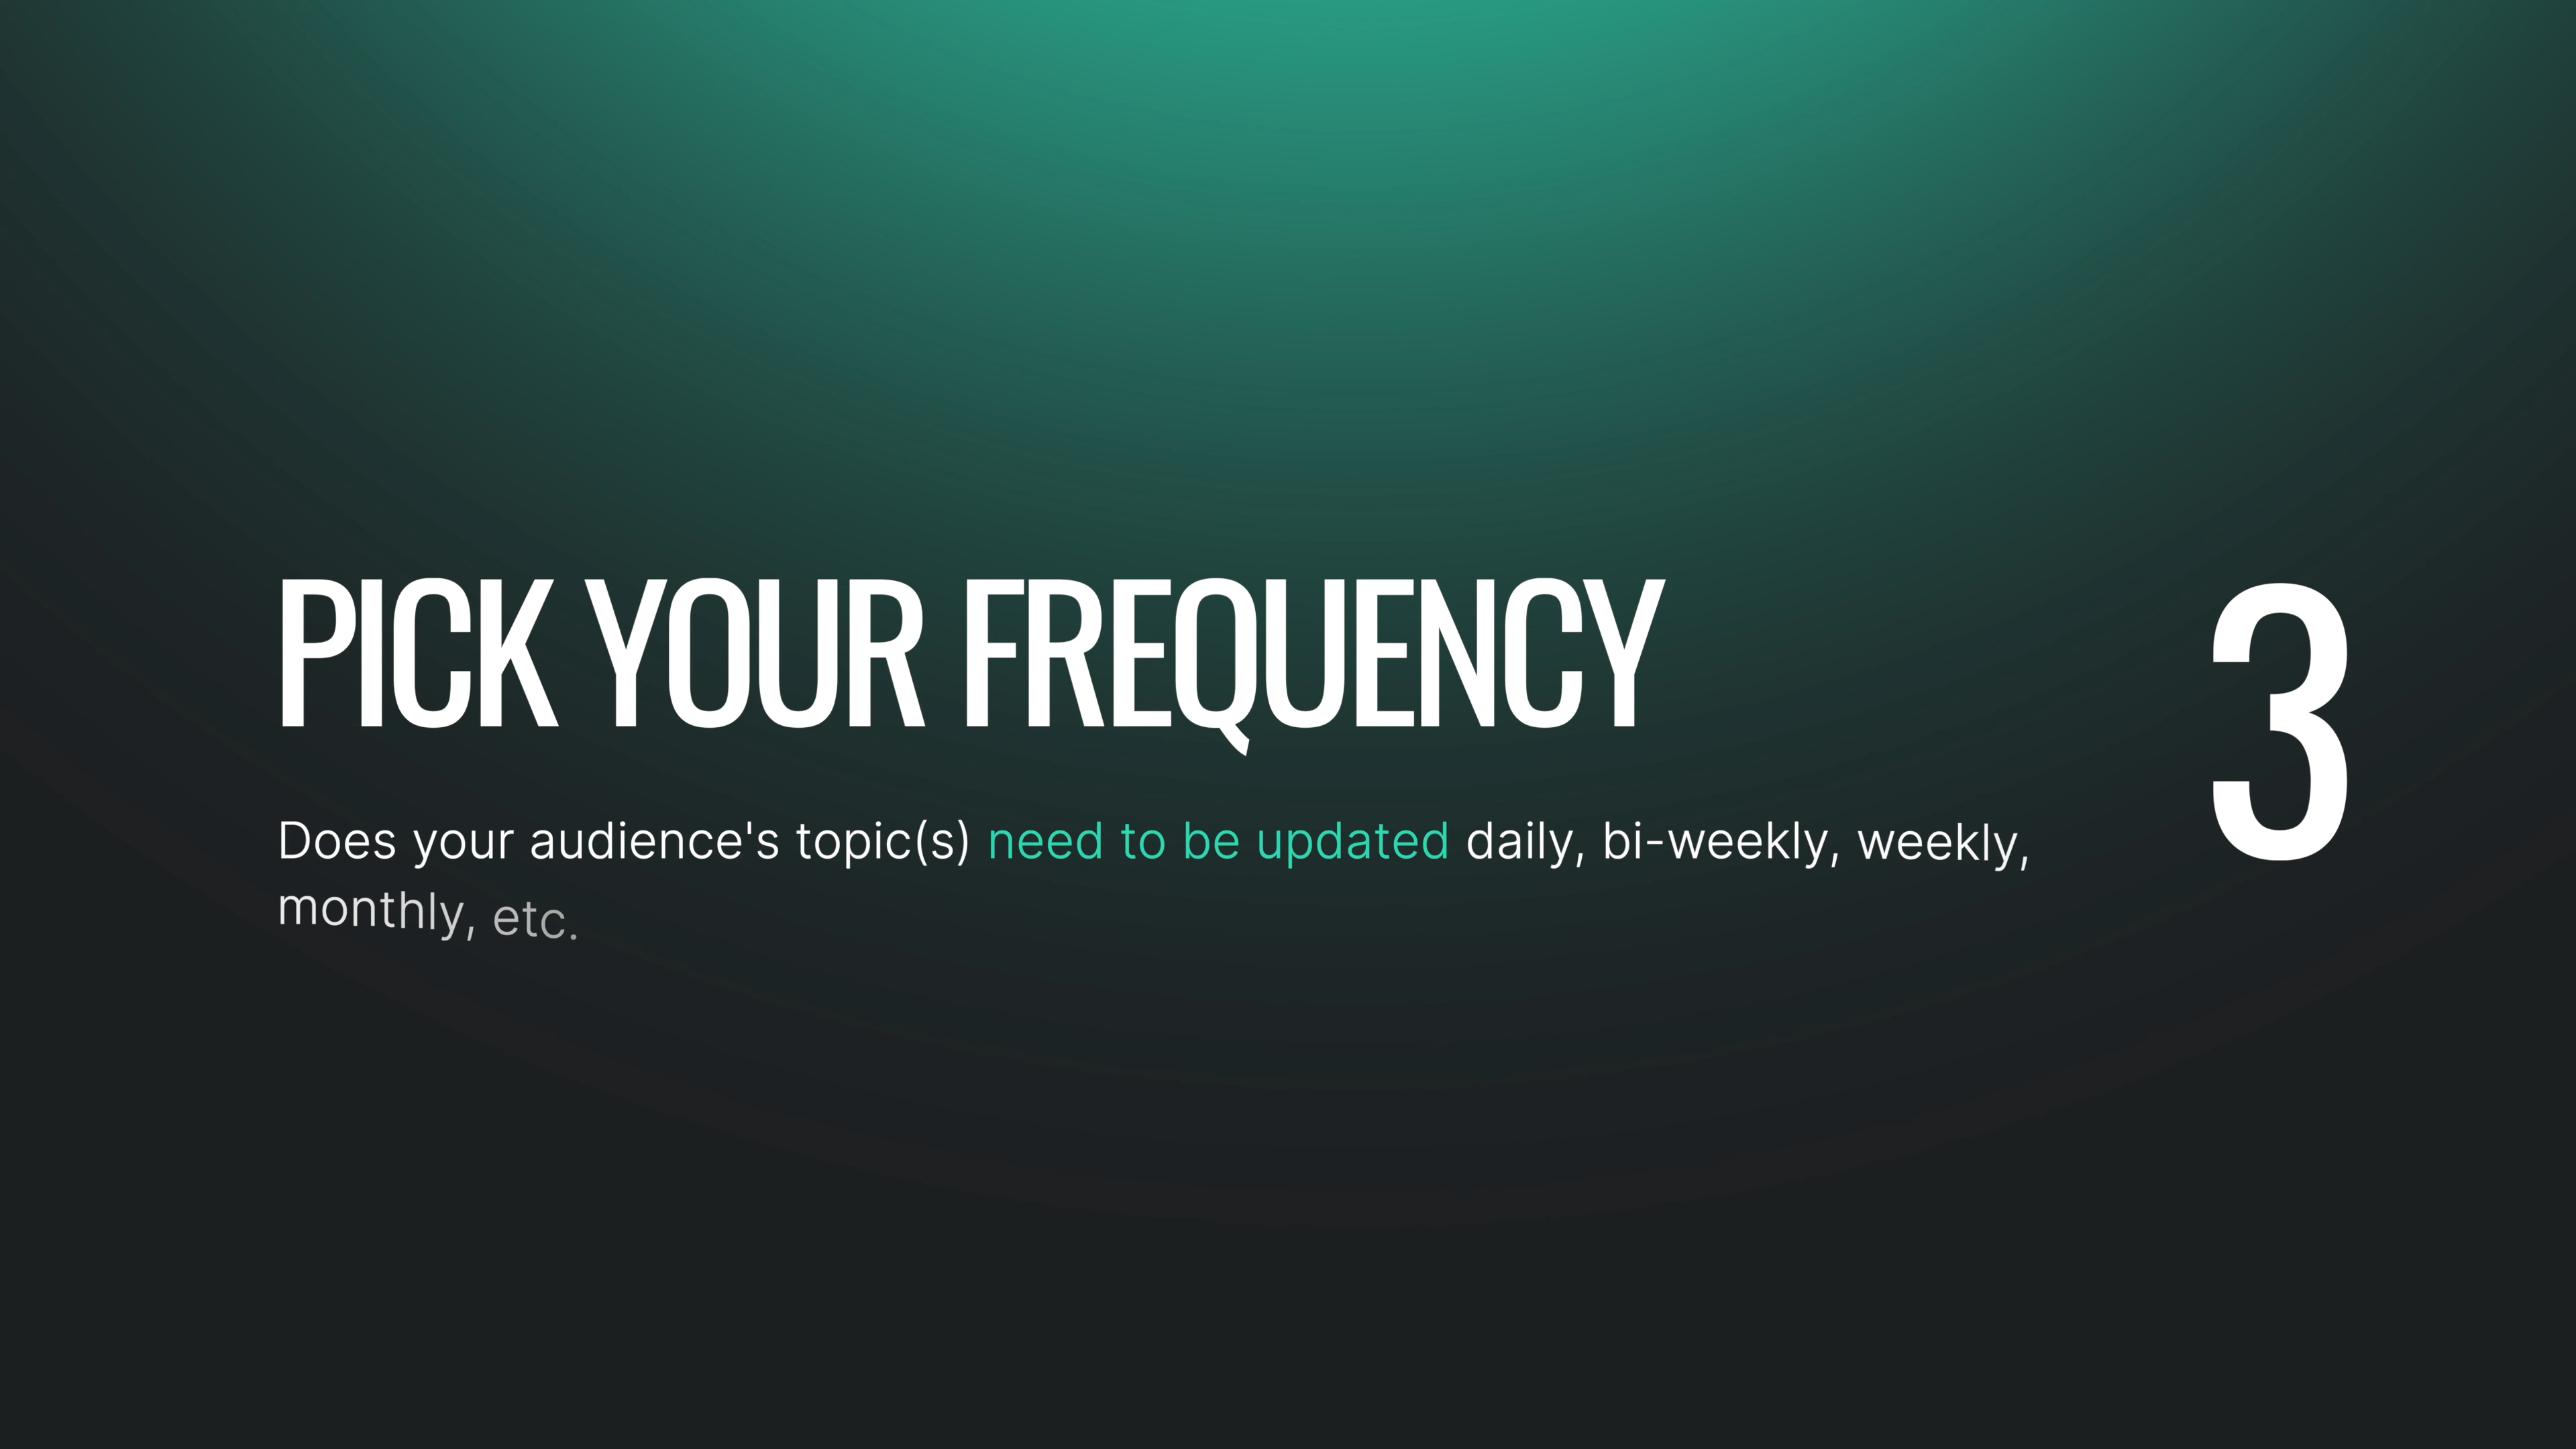 PICK YOUR FREQUENCY
3
Does your audience's topic(s) need to be updated daily, bi-weekly, weekly,
monthly, etc.